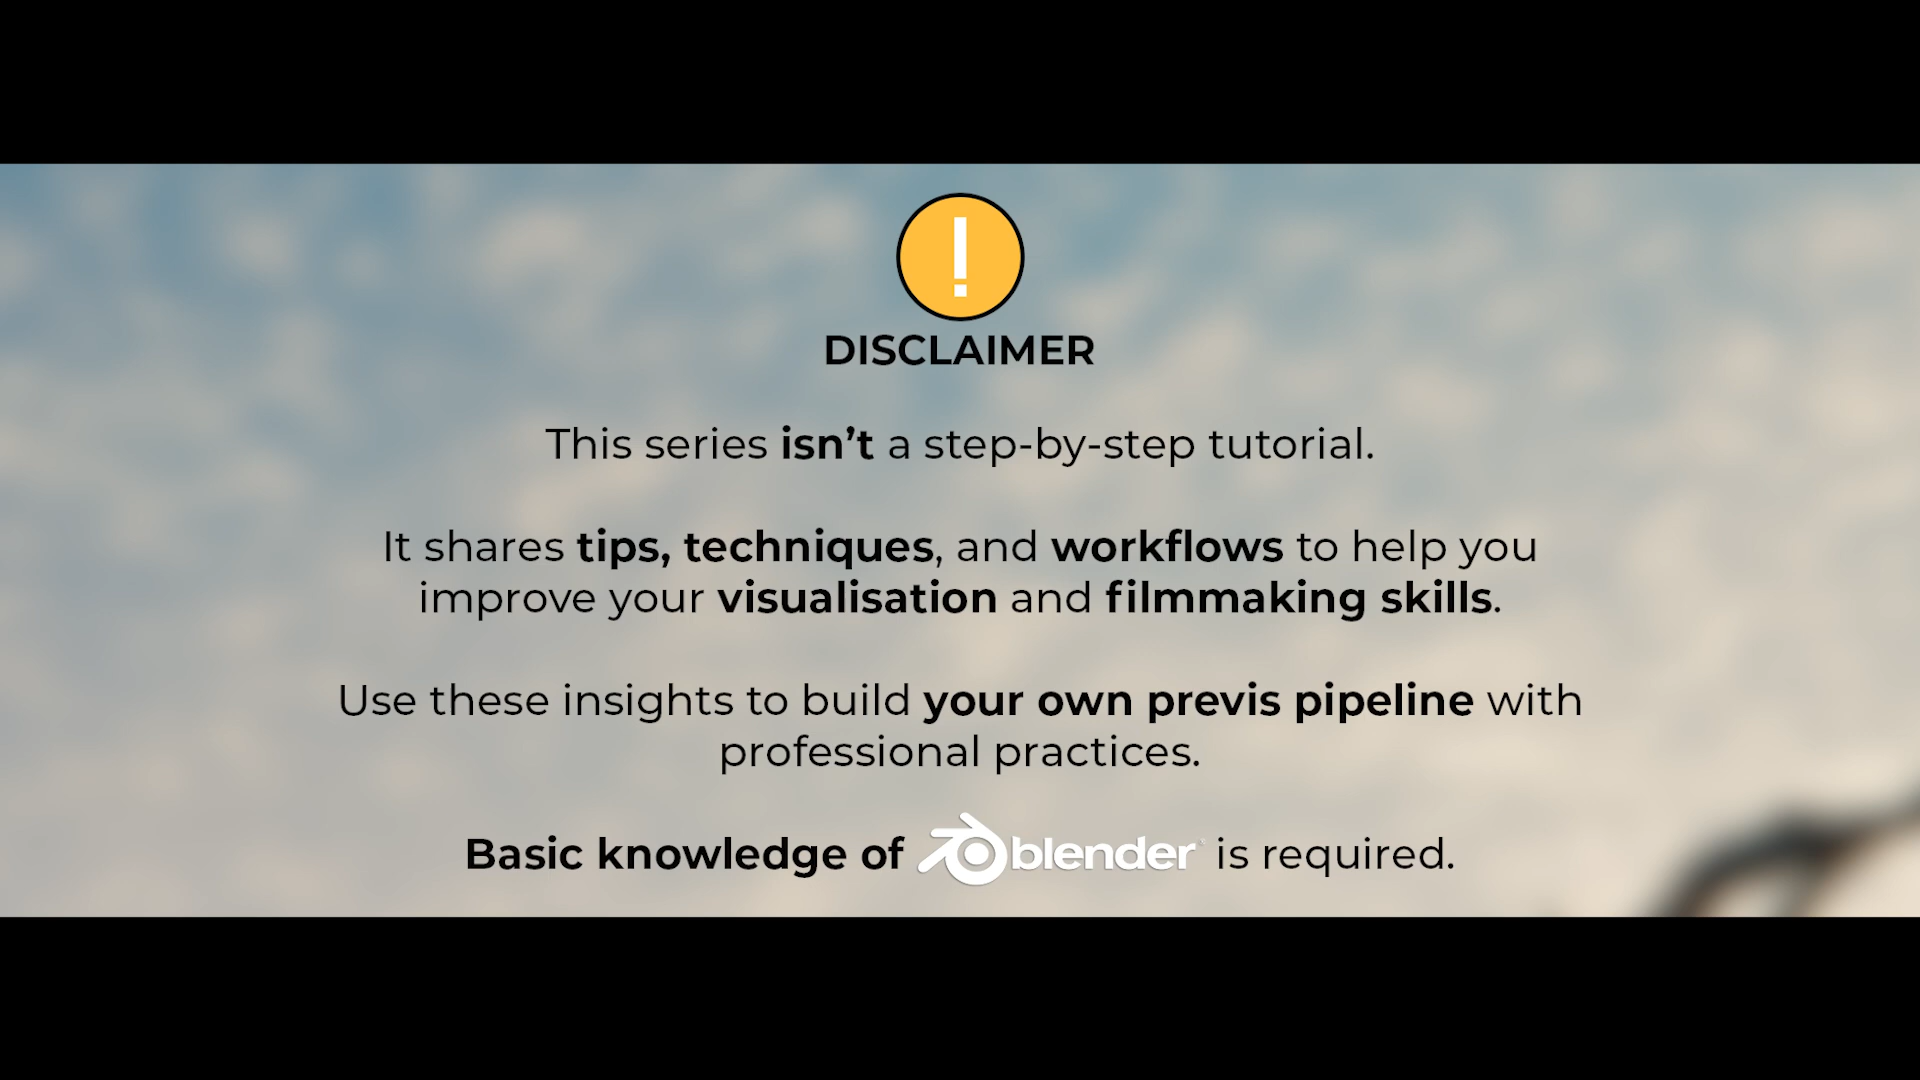 !
DISCLAIMER
This series isn’t a step-by-step tutorial.
It shares tips, techniques, and workflows to help you
improve your visualisation and filmmaking skills.
Use these insights to build your own previs pipeline with
professional practices.
Basic knowledge of blender is required.